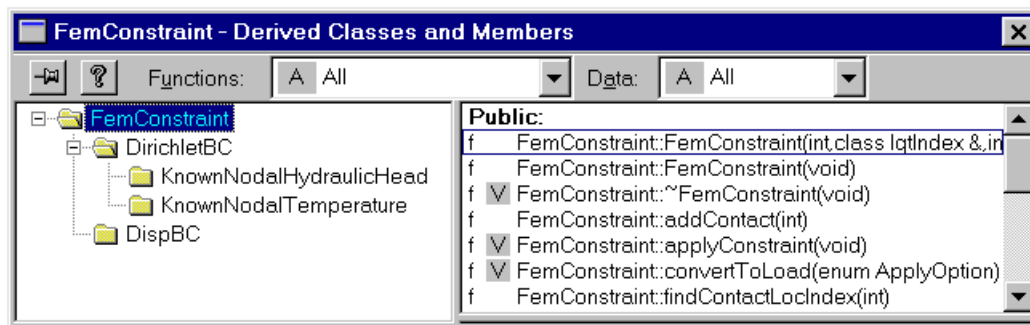 FemConstraint - Derived Classes and Members
Functions: A All Data: A All
FemConstraint
DirichletBC
KnownNodalHydraulicHead
KnownNodalTemperature
DispBC
Public:
f FemConstraint::FemConstraint(int,class IqtIndex &,in
f FemConstraint::FemConstraint(void)
f V FemConstraint::~FemConstraint(void)
f FemConstraint::addContact(int)
f V FemConstraint::applyConstraint(void)
f V FemConstraint::convertToLoad(enum ApplyOption)
f FemConstraint::findContactLocIndex(int)